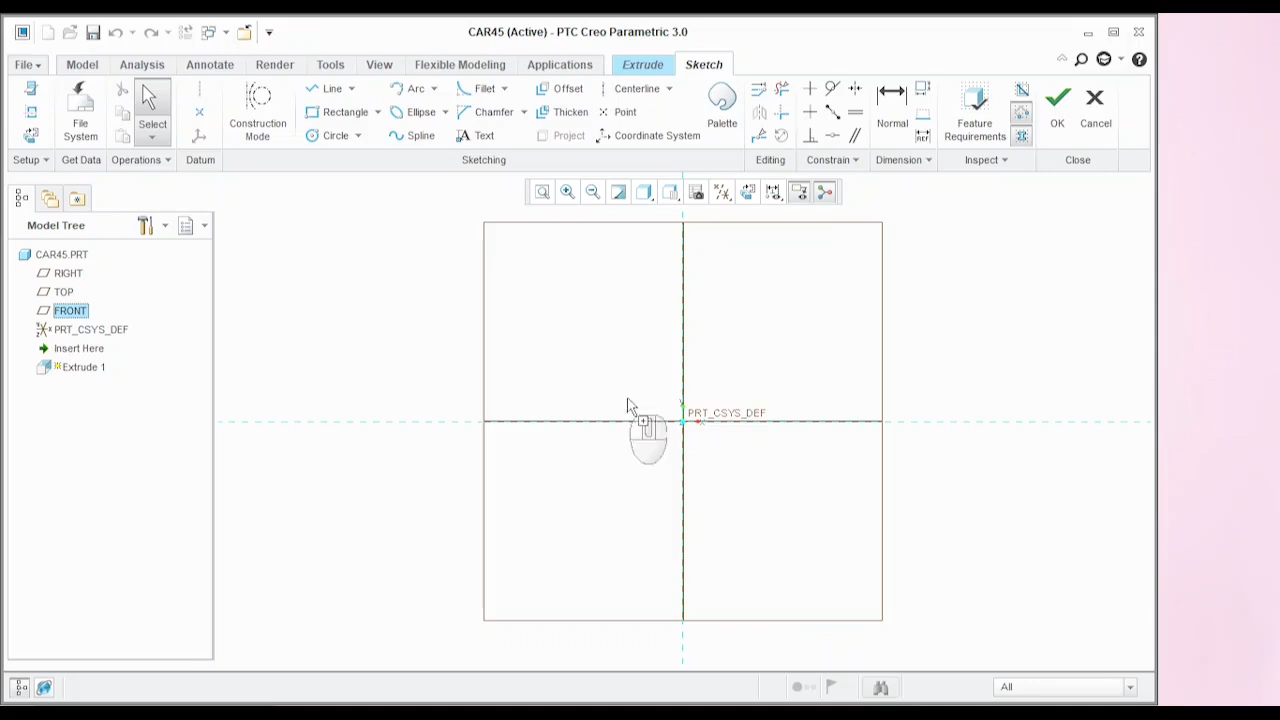 CAR45 (Active) - PTC Creo Parametric 3.0
File Model Analysis Annotate Render Tools View Flexible Modeling Applications Extrude Sketch
Line Arc Fillet Offset Centerline
Rectangle Ellipse Chamfer Thicken Point
Circle Spline Text Project Coordinate System
File System
Select
Construction Mode
Palette
Normal
Feature Requirements
OK
Cancel
Setup Get Data Operations Datum Sketching Editing Constrain Dimension Inspect Close
Model Tree
CAR45.PRT
RIGHT
TOP
FRONT
PRT_CSYS_DEF
Insert Here
Extrude 1
PRT_CSYS_DEF
All